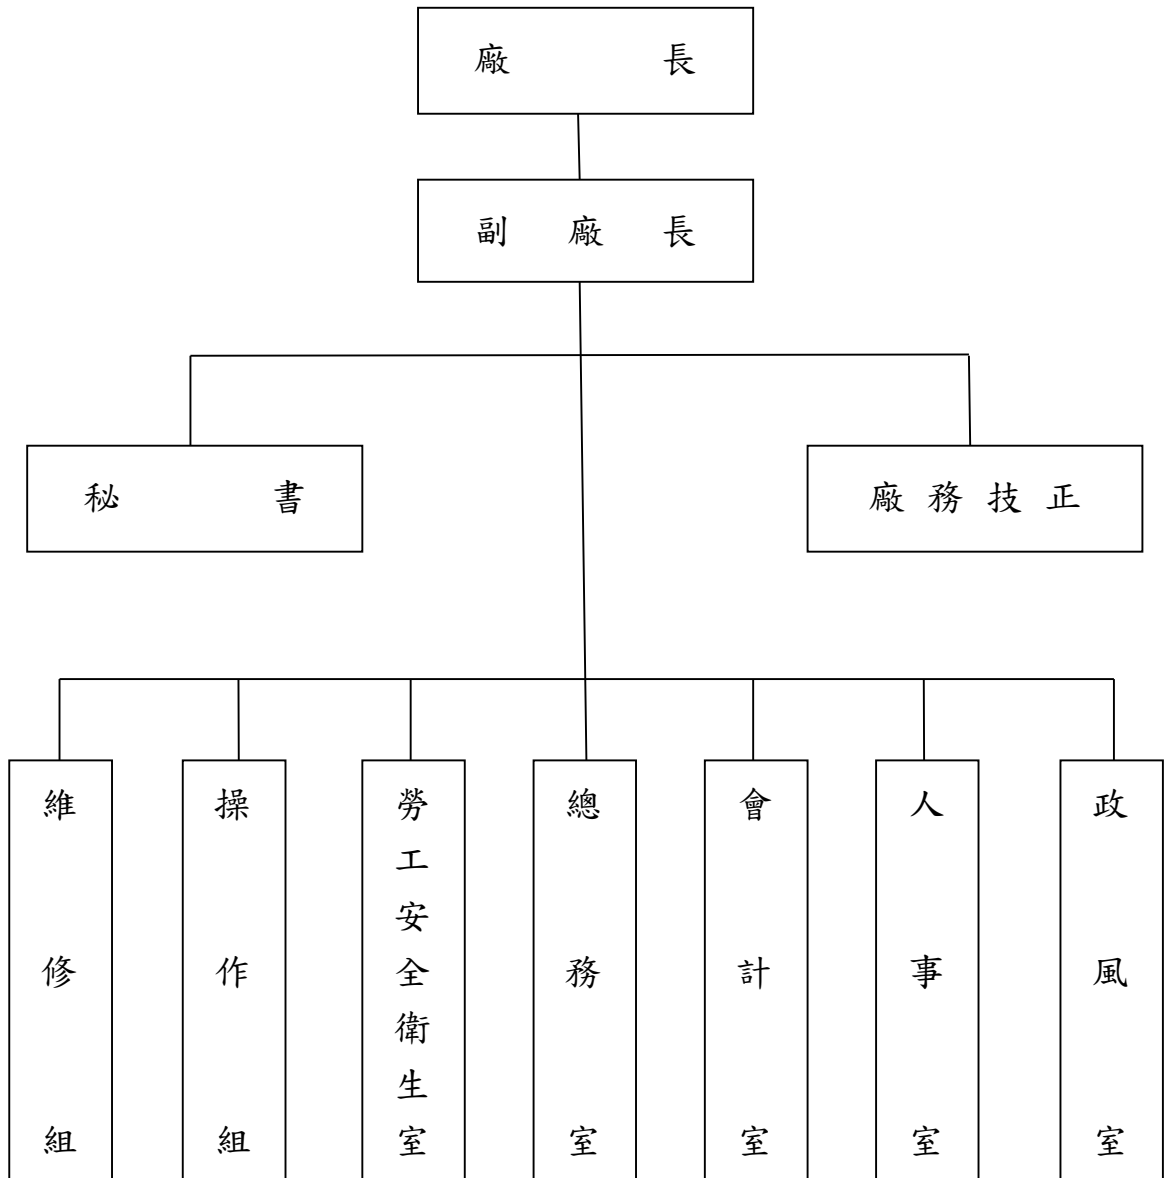 廠長
副廠長
秘書
廠務技正
維修組
操作組
勞工安全衛生室
總務室
會計室
人事室
政風室